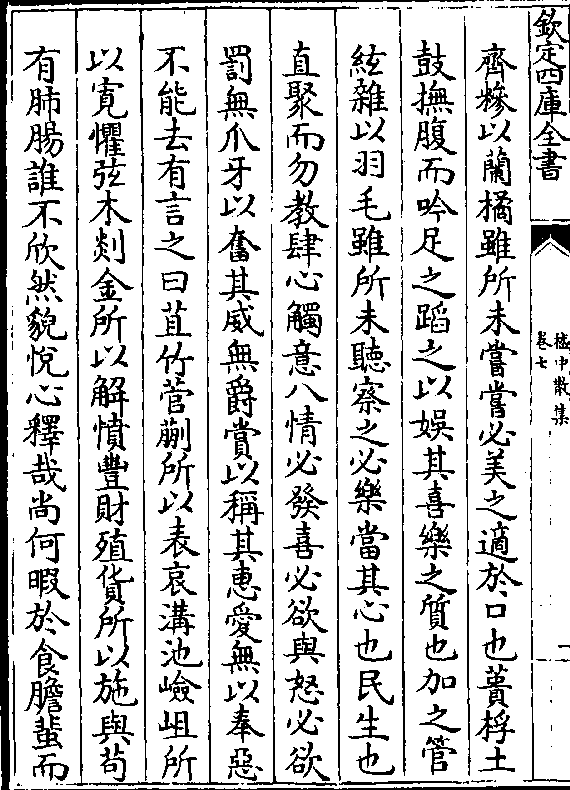 欽定四庫全書
嵇中散集
卷七
一
齊糝以蘭橘雖所未嘗嘗必美之適於口也蕢桴土
鼓撫腹而吟足之蹈之以娛其喜樂之質也加之管
絃雜以羽毛雖所未聽察之必樂當其心也民生也
直聚而勿教肆心觸意八情必發喜必欲與怒必欲
罰無爪牙以奮其威無爵賞以稱其惠愛無以奉惡
不能去有言之曰苴竹菅蒯所以表哀溝池嶮岨所
以寛懼弦木剡金所以解憤豐財殖貨所以施與苟
有肺腸誰不欣然貌悅心釋哉尚何暇於食膽蜚而